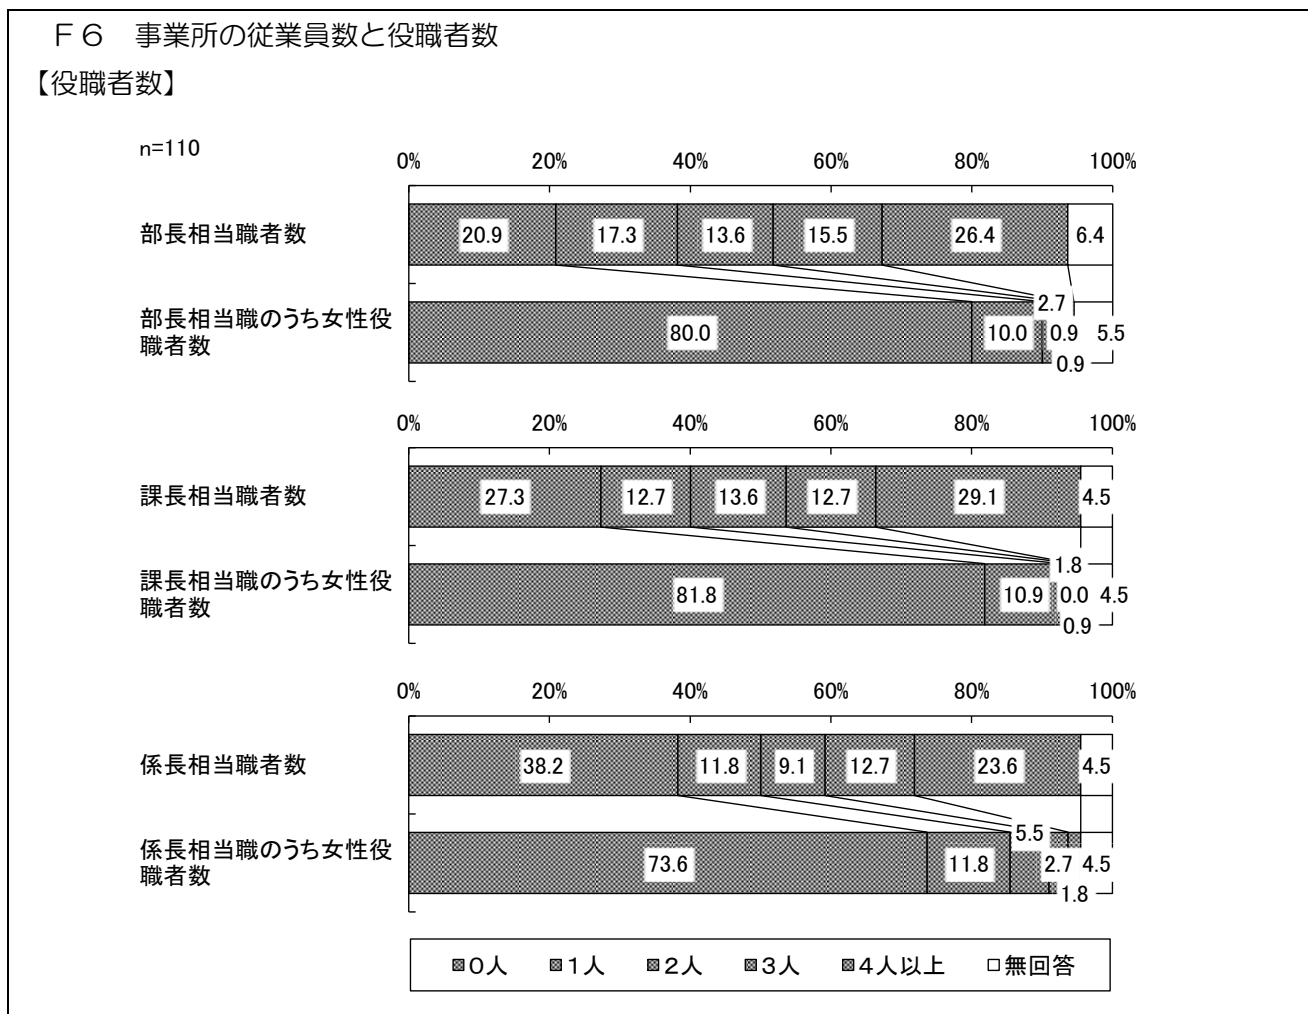 Ｆ６　事業所の従業員数と役職者数
【役職者数】
n=110
0% 20% 40% 60% 80% 100%
部長相当職者数
20.9 17.3 13.6 15.5 26.4 6.4
部長相当職のうち女性役
職者数
80.0 10.0 2.7 0.9 0.9 5.5
0% 20% 40% 60% 80% 100%
課長相当職者数
27.3 12.7 13.6 12.7 29.1 4.5
課長相当職のうち女性役
職者数
81.8 10.9 1.8 0.0 0.9 4.5
0% 20% 40% 60% 80% 100%
係長相当職者数
38.2 11.8 9.1 12.7 23.6 4.5
係長相当職のうち女性役
職者数
73.6 11.8 5.5 2.7 1.8 4.5
０人 １人 ２人 ３人 ４人以上 無回答